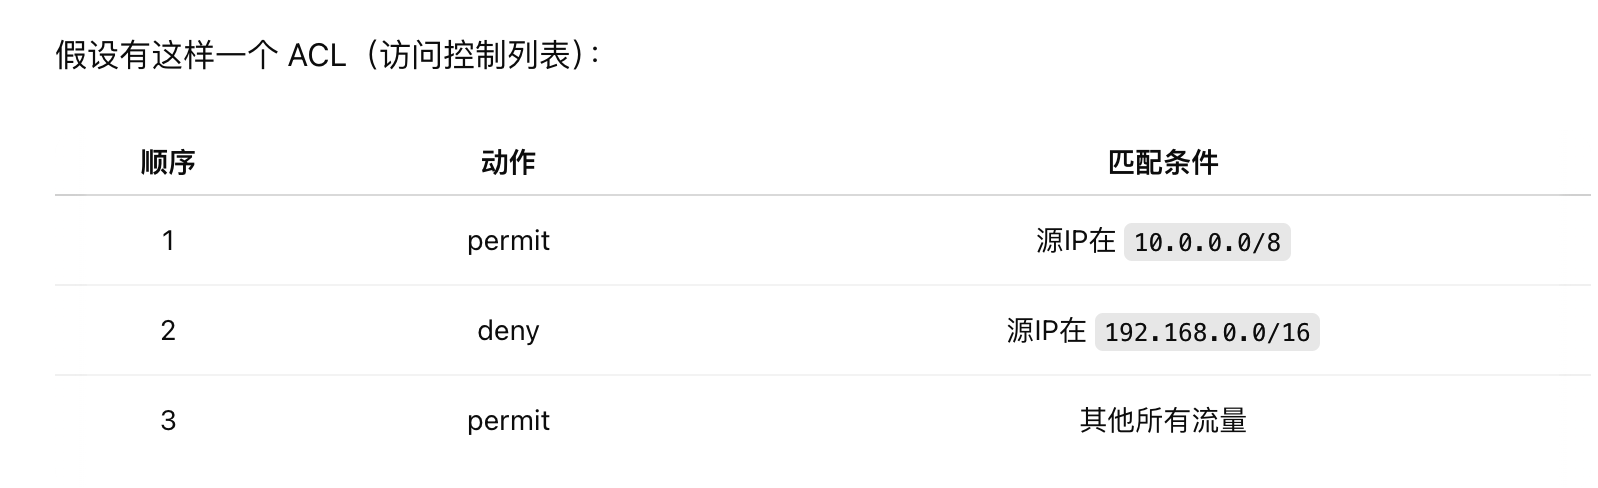 假设有这样一个 ACL（访问控制列表）：
顺序 动作 匹配条件
1 permit 源IP在 10.0.0.0/8
2 deny 源IP在 192.168.0.0/16
3 permit 其他所有流量